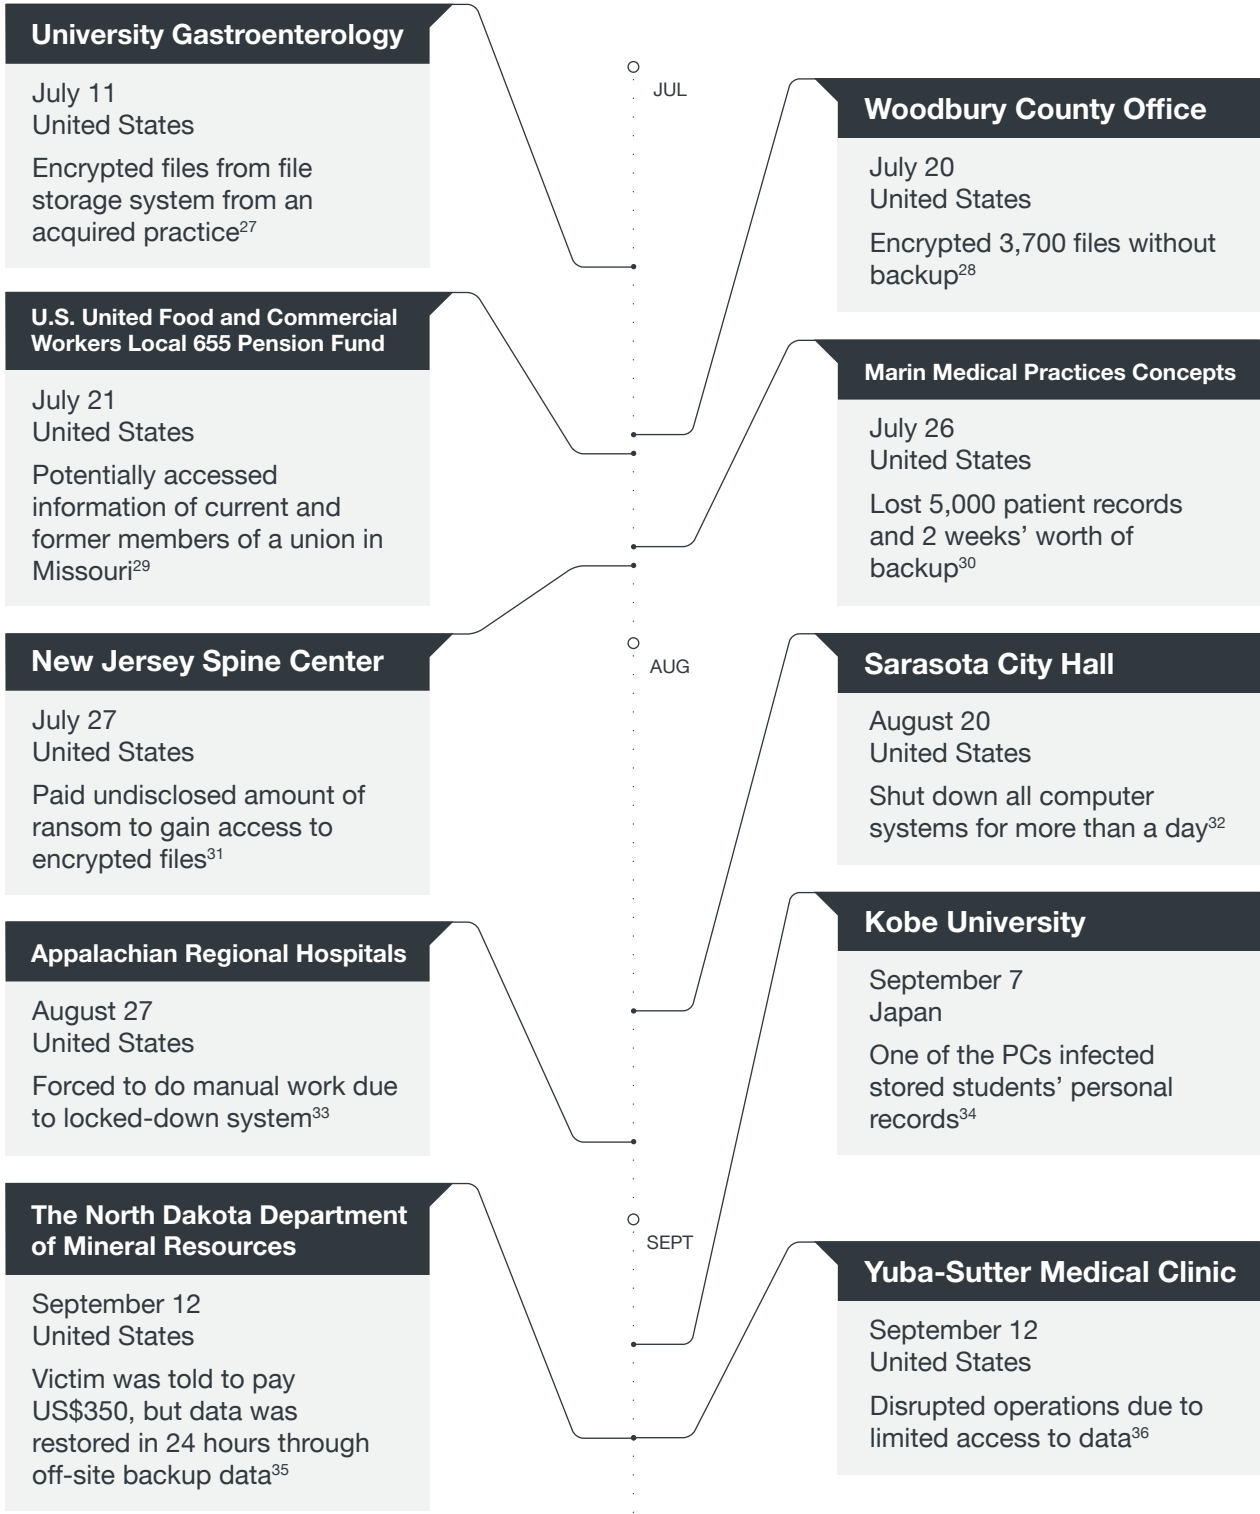 University Gastroenterology
July 11
United States
Encrypted files from file
storage system from an
acquired practice27
JUL
Woodbury County Office
July 20
United States
Encrypted 3,700 files without
backup28
U.S. United Food and Commercial
Workers Local 655 Pension Fund
July 21
United States
Potentially accessed
information of current and
former members of a union in
Missouri29
Marin Medical Practices Concepts
July 26
United States
Lost 5,000 patient records
and 2 weeks’ worth of
backup30
New Jersey Spine Center
July 27
United States
Paid undisclosed amount of
ransom to gain access to
encrypted files31
AUG
Sarasota City Hall
August 20
United States
Shut down all computer
systems for more than a day32
Appalachian Regional Hospitals
August 27
United States
Forced to do manual work due
to locked-down system33
Kobe University
September 7
Japan
One of the PCs infected
stored students’ personal
records34
The North Dakota Department
of Mineral Resources
September 12
United States
Victim was told to pay
US$350, but data was
restored in 24 hours through
off-site backup data35
SEPT
Yuba-Sutter Medical Clinic
September 12
United States
Disrupted operations due to
limited access to data36